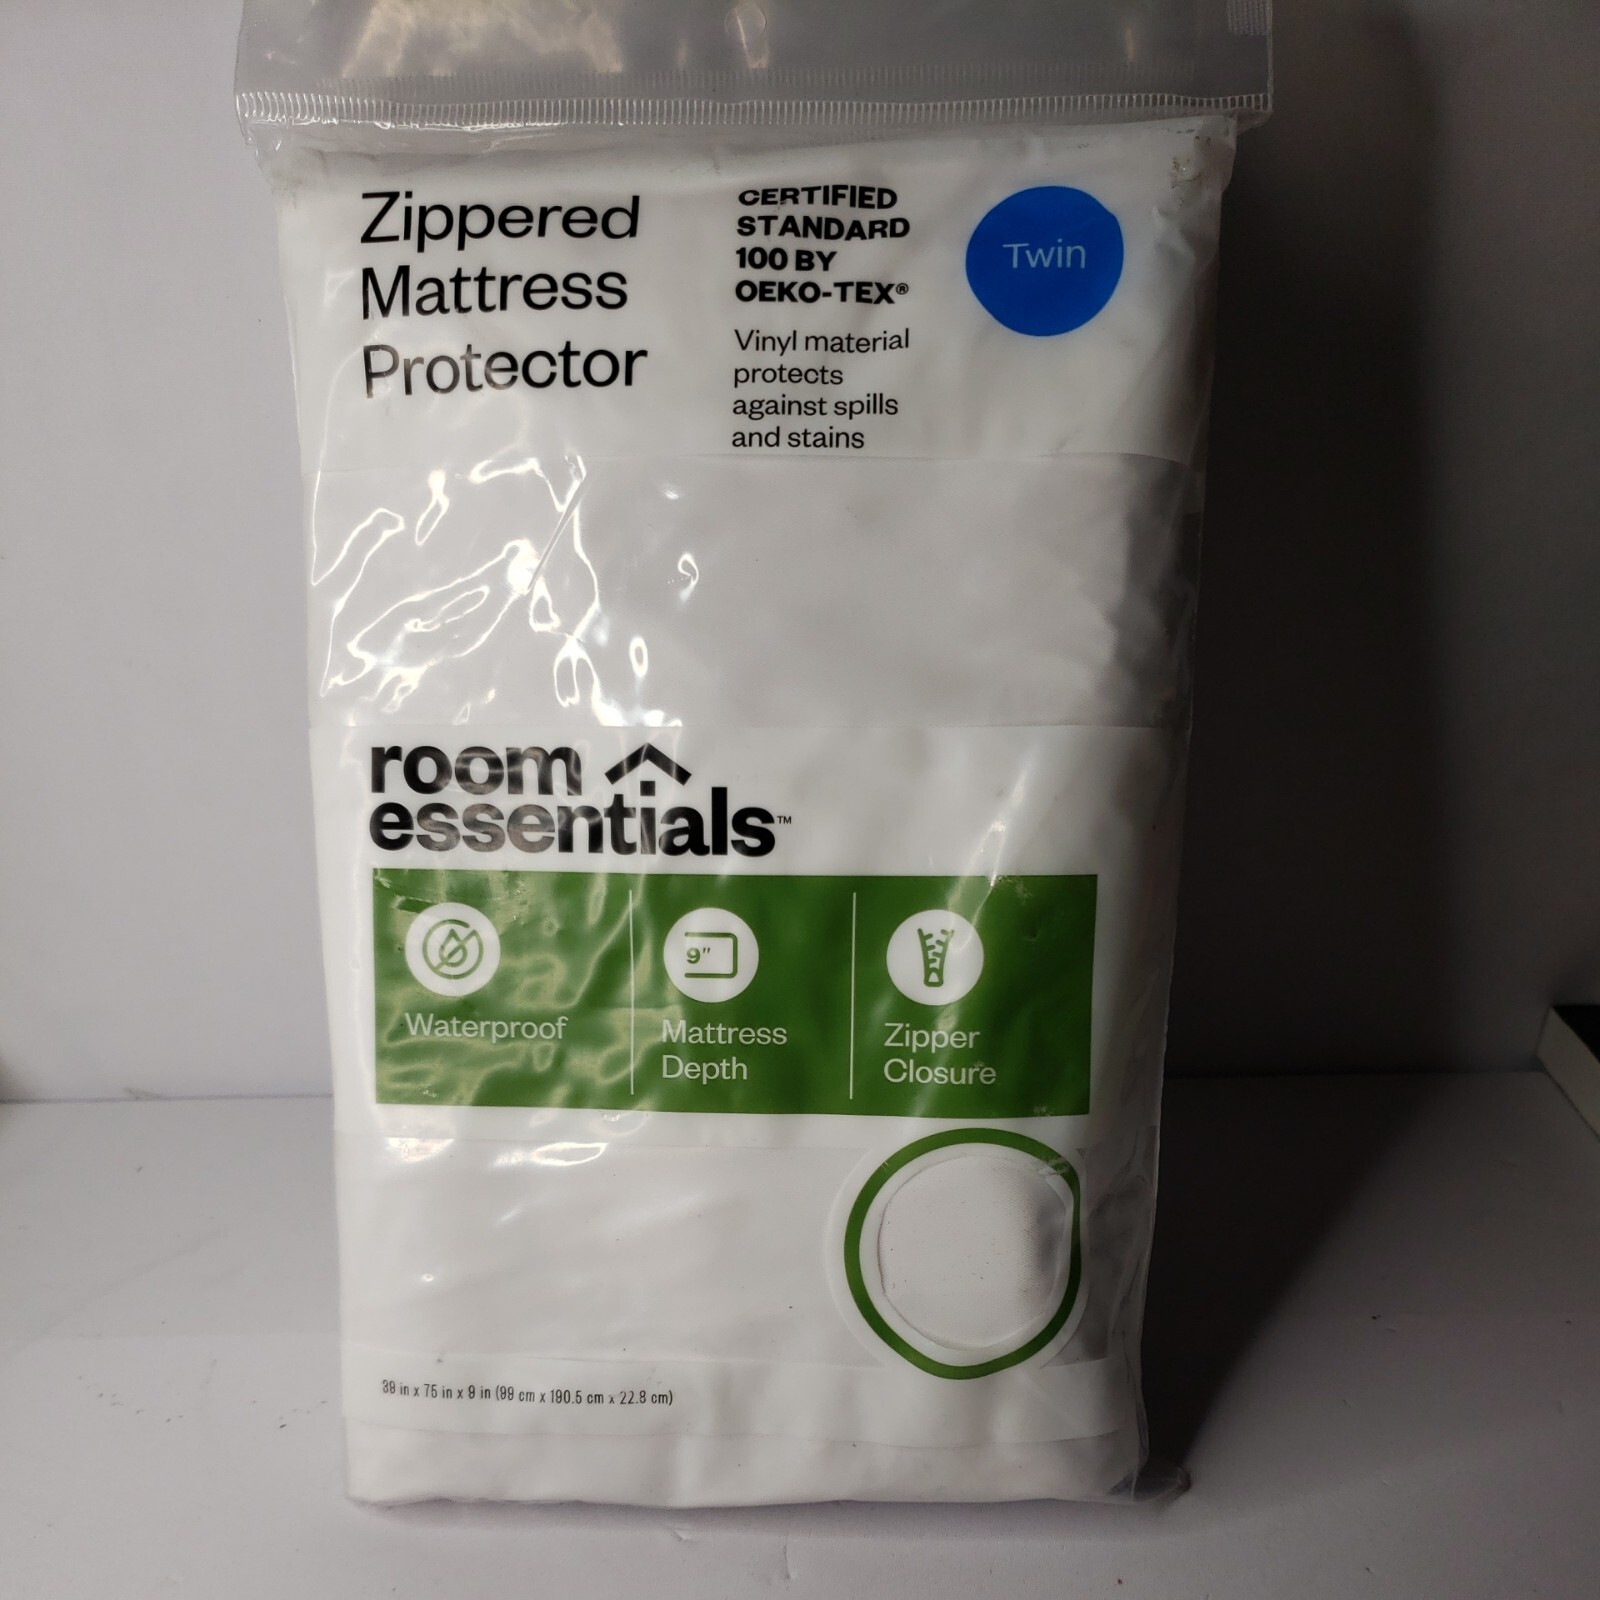 Zippered
Mattress
Protector
CERTIFIED
STANDARD
100 BY
OEKO-TEX®
Vinyl material
protects
against spills
and stains
Twin
room
essentials™
9"
Waterproof
Mattress
Depth
Zipper
Closure
39 in x 75 in x 9 in (99 cm x 190.5 cm x 22.8 cm)